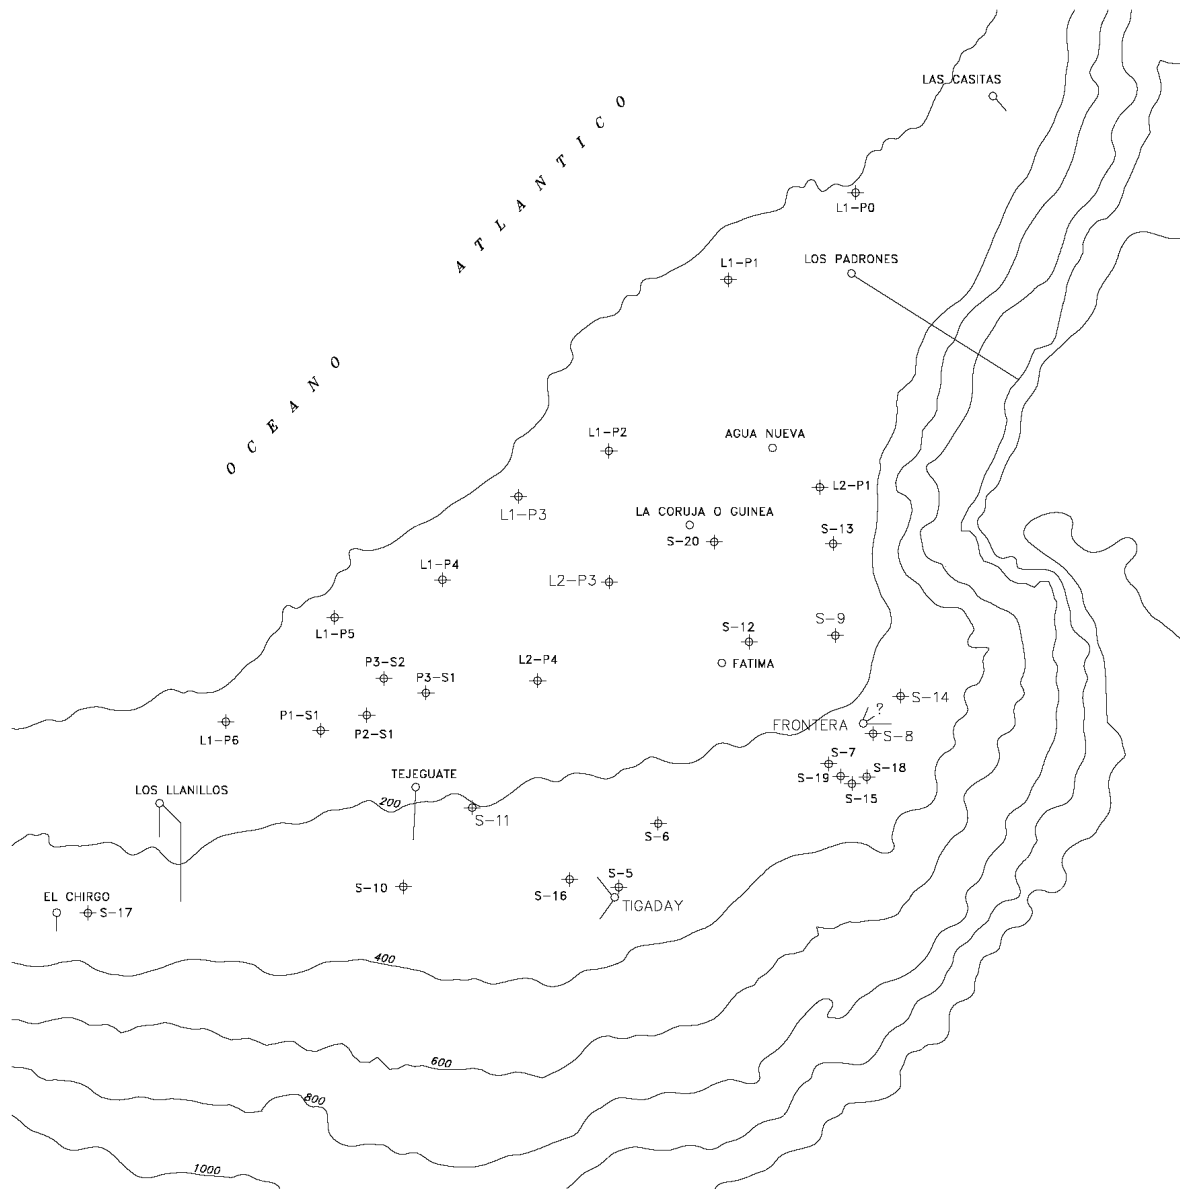 LAS CASITAS
OCEANO ATLANTICO
L1-P0
LOS PADRONES
L1-P1
L1-P2
AGUA NUEVA
L2-P1
L1-P3
LA CORUJA O GUINEA
S-20
S-13
L1-P4
L2-P3
L1-P5
S-12
S-9
P3-S2
P3-S1
L2-P4
FATIMA
S-14
?
FRONTERA
S-8
L1-P6
P1-S1
P2-S1
S-7
S-19
S-18
S-15
TEJEGUATE
LOS LLANILLOS
200
S-11
S-6
EL CHIRGO
S-17
S-10
S-16
S-5
TIGADAY
400
600
800
1000